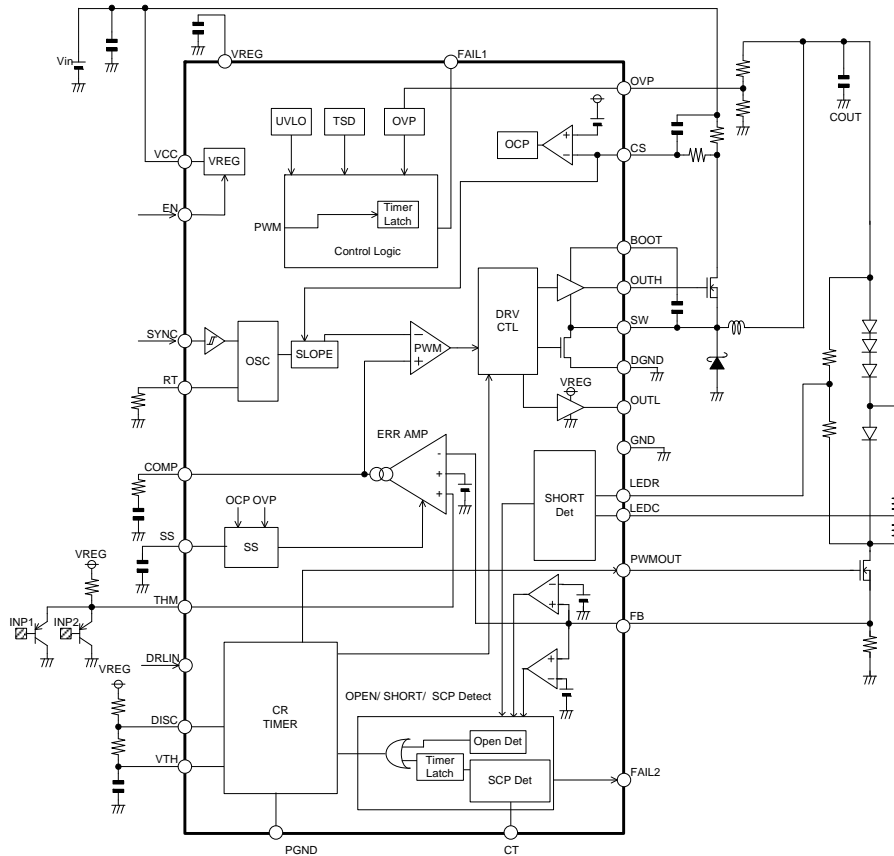 VREG
FAIL1
Vin
OVP
COUT
UVLO
TSD
OVP
OCP
+
−
CS
VCC
VREG
EN
PWM
Timer
Latch
Control Logic
BOOT
OUTH
DRV
CTL
SW
SYNC
OSC
SLOPE
−
PWM
+
DGND
RT
VREG
OUTL
ERR AMP
GND
COMP
-
+
+
SHORT
Det
LEDR
LEDC
OCP OVP
SS
SS
VREG
PWMOUT
THM
−
+
FB
INP1
INP2
DRLIN
+
−
VREG
CR
TIMER
OPEN/ SHORT/ SCP Detect
DISC
Open Det
Timer
Latch
VTH
SCP Det
FAIL2
PGND
CT